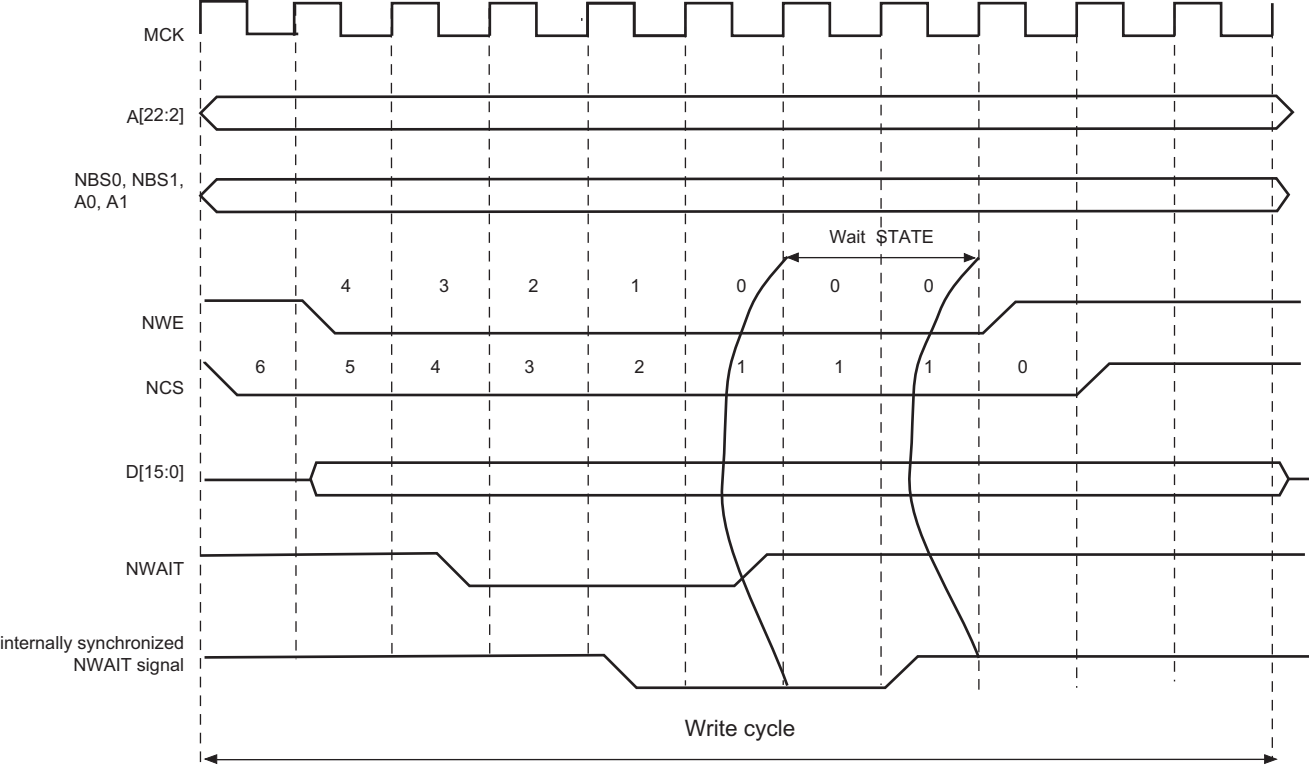 MCK
A[22:2]
NBS0, NBS1,
A0, A1
Wait STATE
4 3 2 1 0 0 0
NWE
6 5 4 3 2 1 1 1 0
NCS
D[15:0]
NWAIT
internally synchronized
NWAIT signal
Write cycle